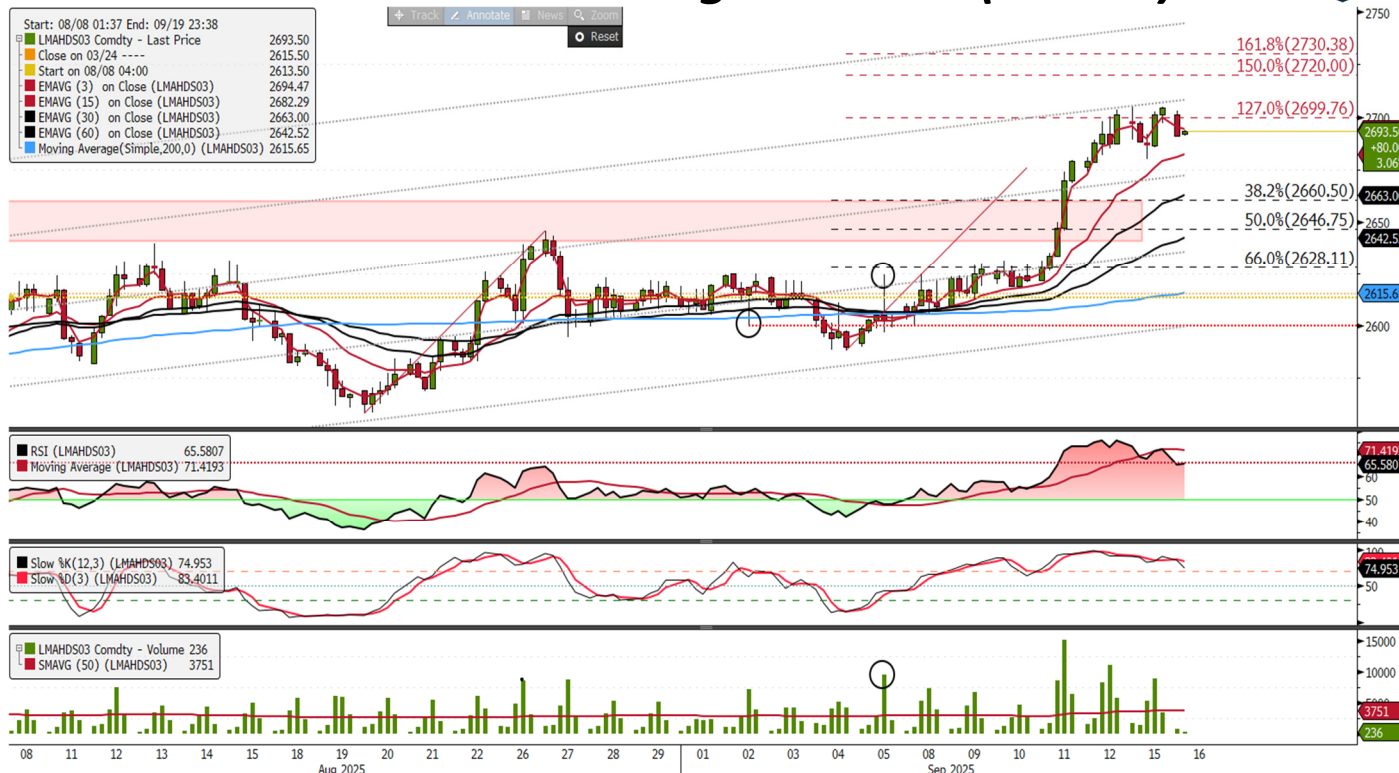 Track Annotate News Zoom
Reset
Start: 08/08 01:37 End: 09/19 23:38
LMAHDS03 Comdty - Last Price 2693.50
Close on 03/24 ---- 2615.50
Start on 08/08 04:00 2613.50
EMAVG (3) on Close (LMAHDS03) 2694.47
EMAVG (15) on Close (LMAHDS03) 2682.29
EMAVG (30) on Close (LMAHDS03) 2663.00
EMAVG (60) on Close (LMAHDS03) 2642.52
Moving Average(Simple,200,0) (LMAHDS03) 2615.65
2750
161.8%(2730.38)
150.0%(2720.00)
127.0%(2699.76)
2700
2693.50
+80.00
3.06
38.2%(2660.50)
2663.0
50.0%(2646.75)
2650
2642.5
66.0%(2628.11)
2615.6
2600
RSI (LMAHDS03) 65.5807
Moving Average (LMAHDS03) 71.4193
71.419
65.580
60
50
40
Slow %K(12,3) (LMAHDS03) 74.953
Slow %D(3) (LMAHDS03) 83.4011
100
74.953
50
LMAHDS03 Comdty - Volume 236
SMAVG (50) (LMAHDS03) 3751
15000
10000
3751
236
08 11 12 13 14 15 18 19 20 21 22 26 27 28 29 01 02 03 04 05 08 09 10 11 12 15 16
Aug 2025 Sep 2025